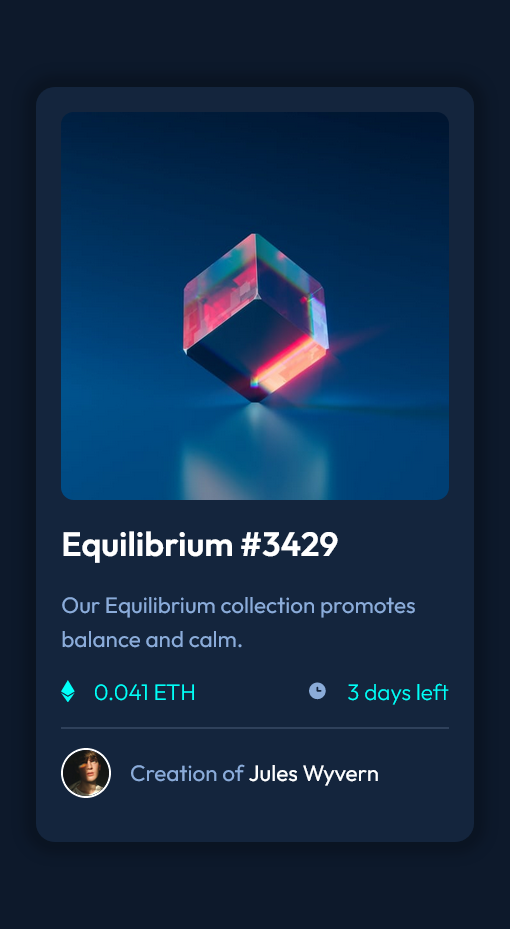 Equilibrium #3429
Our Equilibrium collection promotes
balance and calm.
0.041 ETH
3 days left
Creation of Jules Wyvern